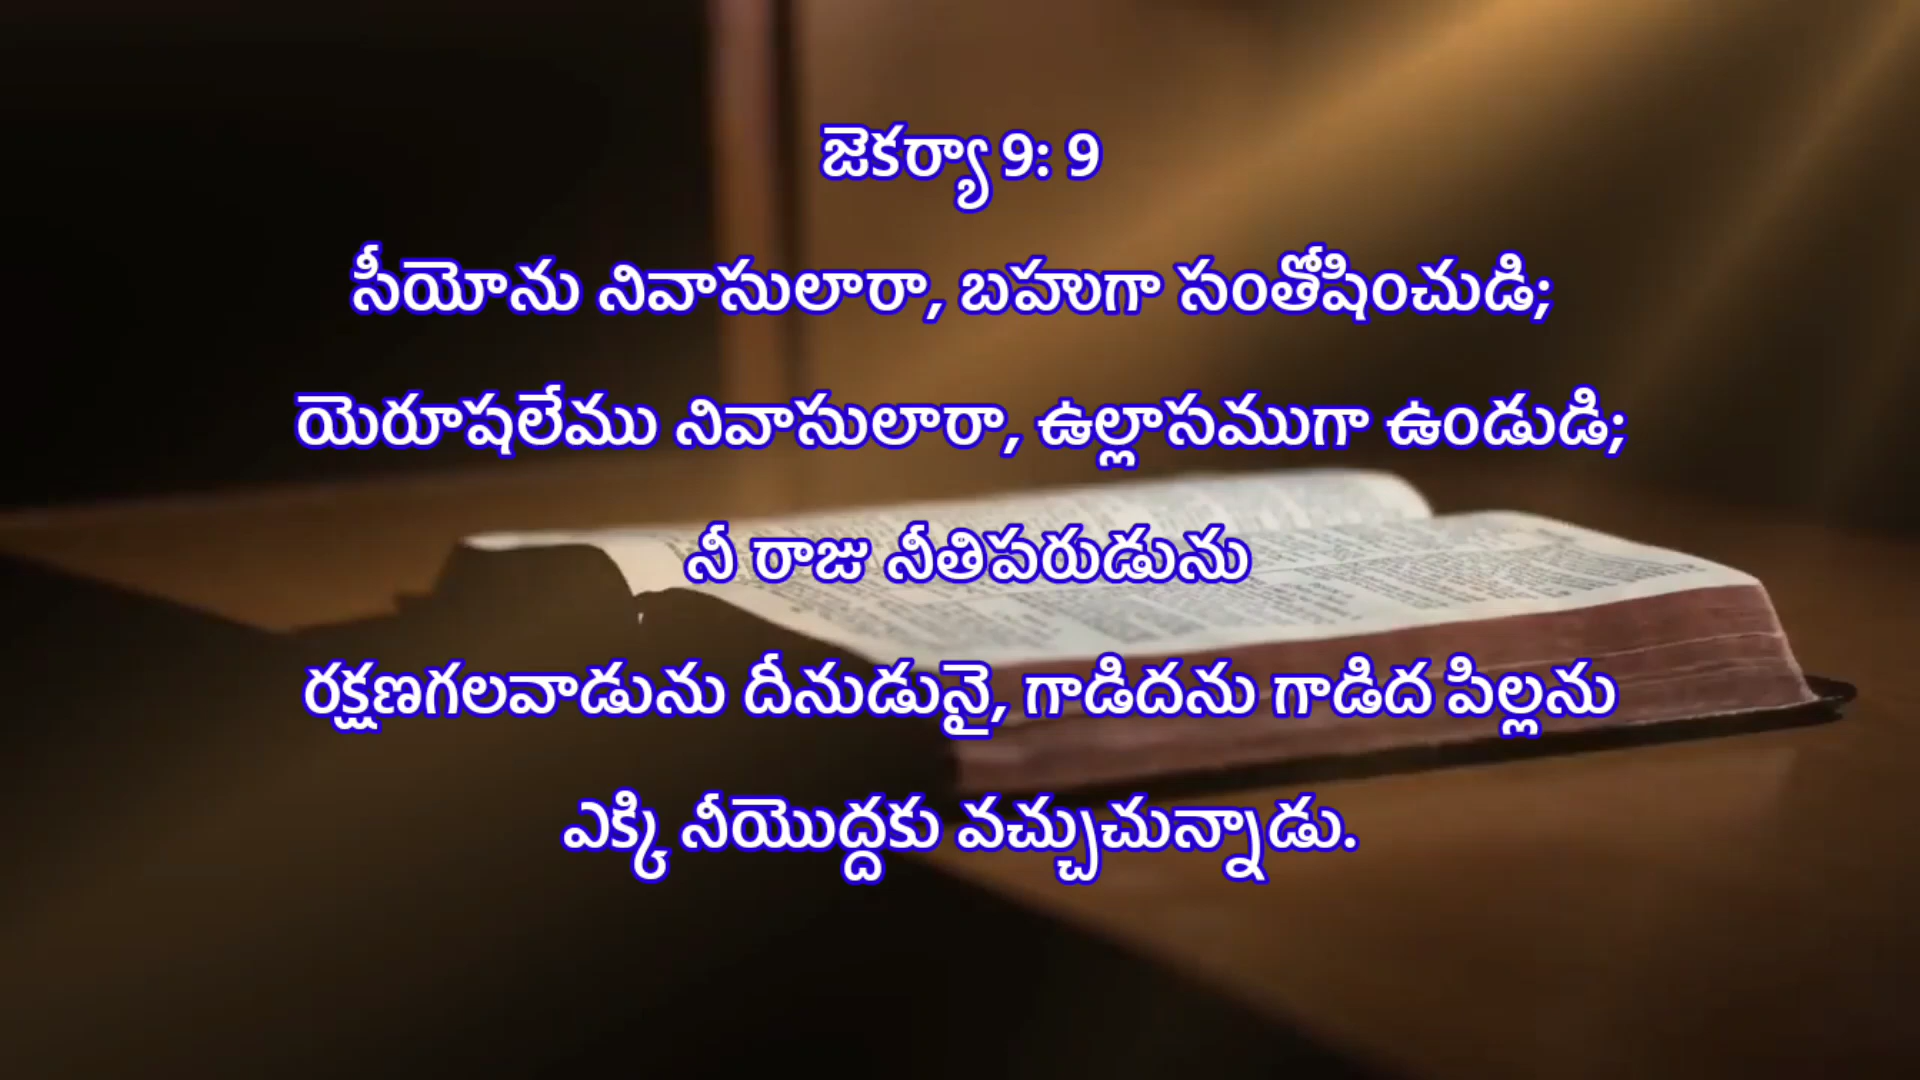 జెకర్యా 9: 9
సీయోను నివాసులారా, బహుగా సంతోషించుడి;
యెరూషలేము నివాసులారా, ఉల్లాసముగా ఉండుడి;
నీ రాజు నీతిపరుడును
రక్షణగలవాడును దీనుడునై, గాడిదను గాడిద పిల్లను
ఎక్కి నీయొద్దకు వచ్చుచున్నాడు.